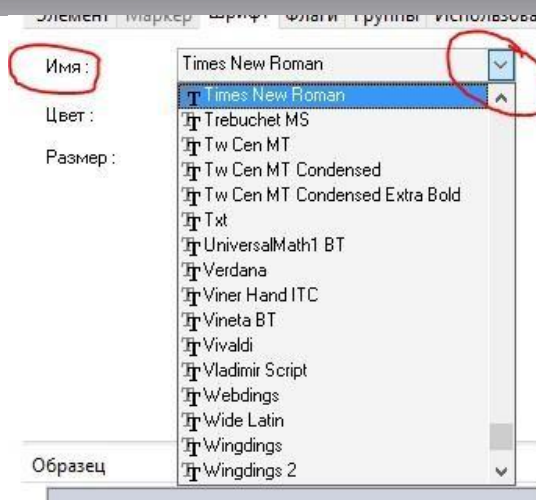 Элемент Маркер Шрифт Флаги Группы Использова
Имя : Times New Roman
Times New Roman
Цвет : Trebuchet MS
Tw Cen MT
Размер : Tw Cen MT Condensed
Tw Cen MT Condensed Extra Bold
Txt
UniversalMath1 BT
Verdana
Viner Hand ITC
Vineta BT
Vivaldi
Vladimir Script
Webdings
Wide Latin
Wingdings
Образец Wingdings 2